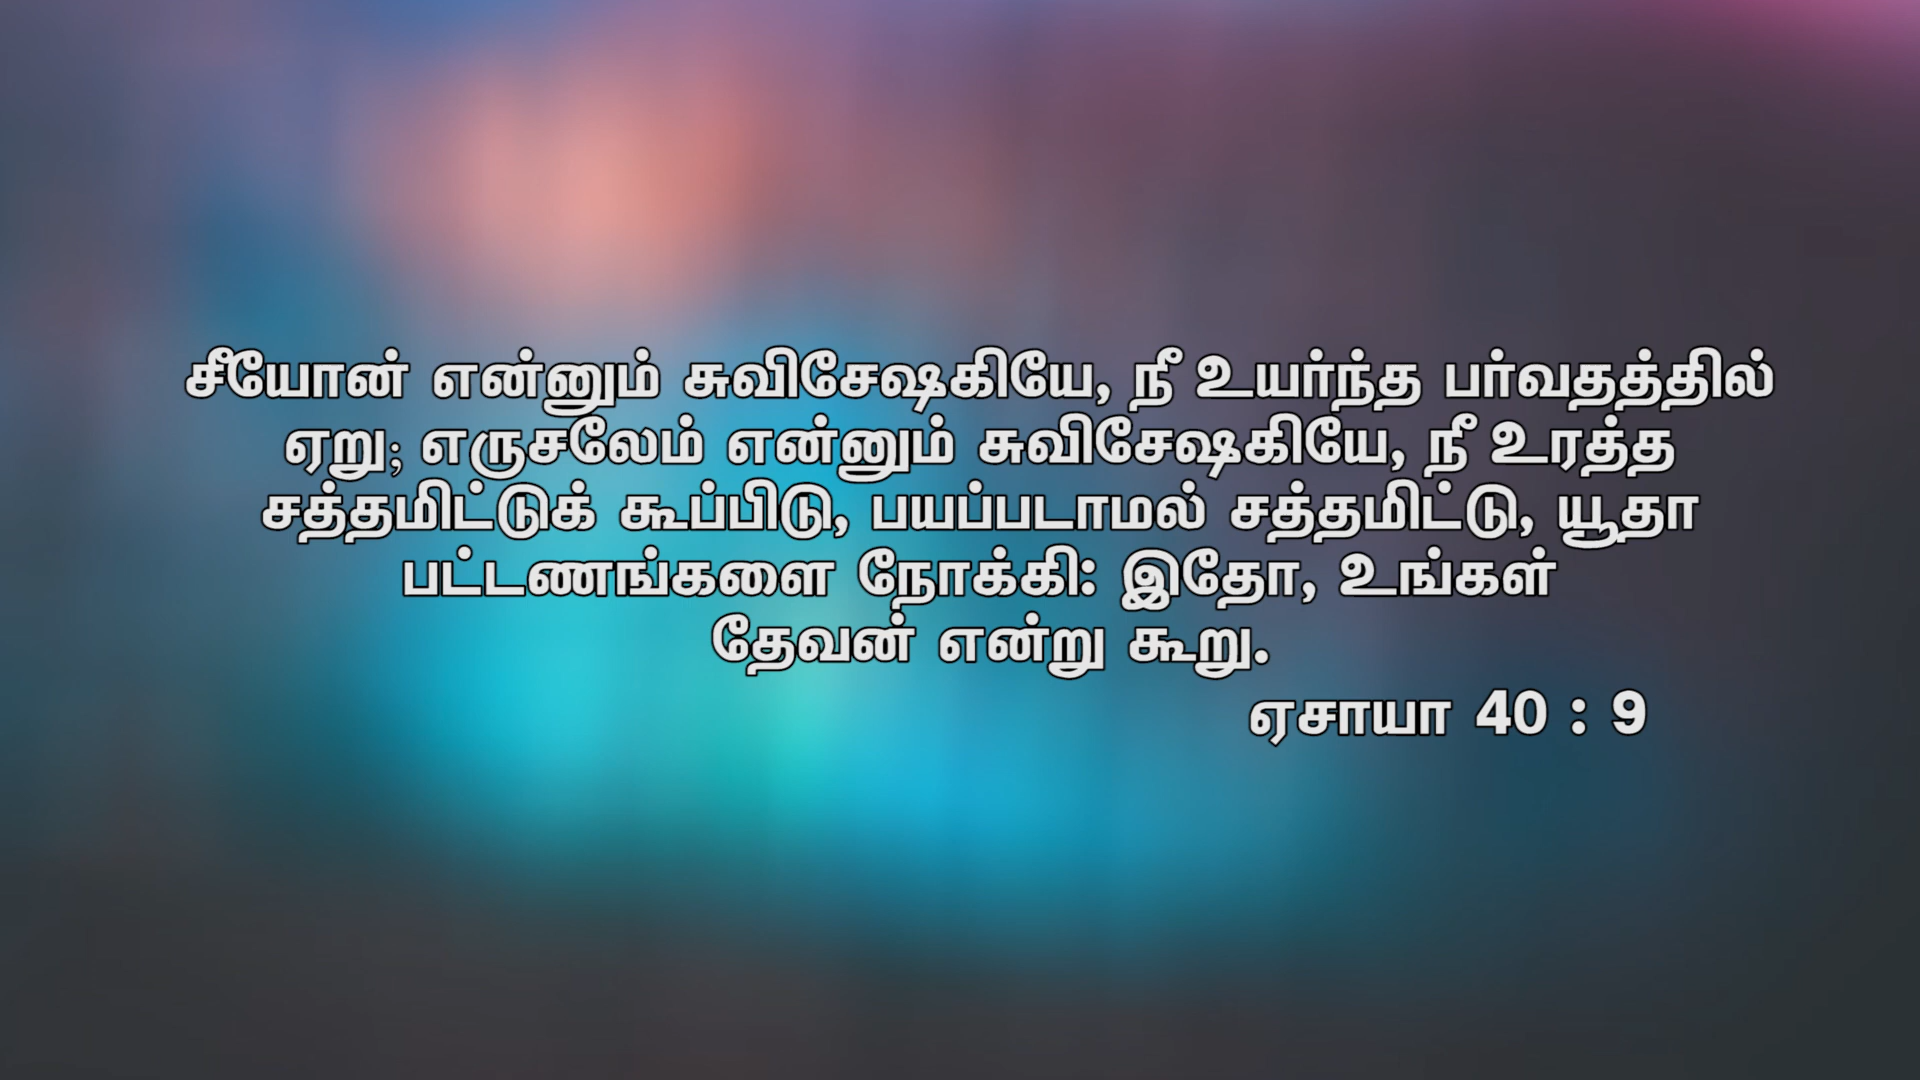 சீயோன் என்னும் சுவிசேஷகியே, நீ உயர்ந்த பர்வதத்தில்
ஏறு; எருசலேம் என்னும் சுவிசேஷகியே, நீ உரத்த
சத்தமிட்டுக் கூப்பிடு, பயப்படாமல் சத்தமிட்டு, யூதா
பட்டணங்களை நோக்கி: இதோ, உங்கள்
தேவன் என்று கூறு.
ஏசாயா 40 : 9